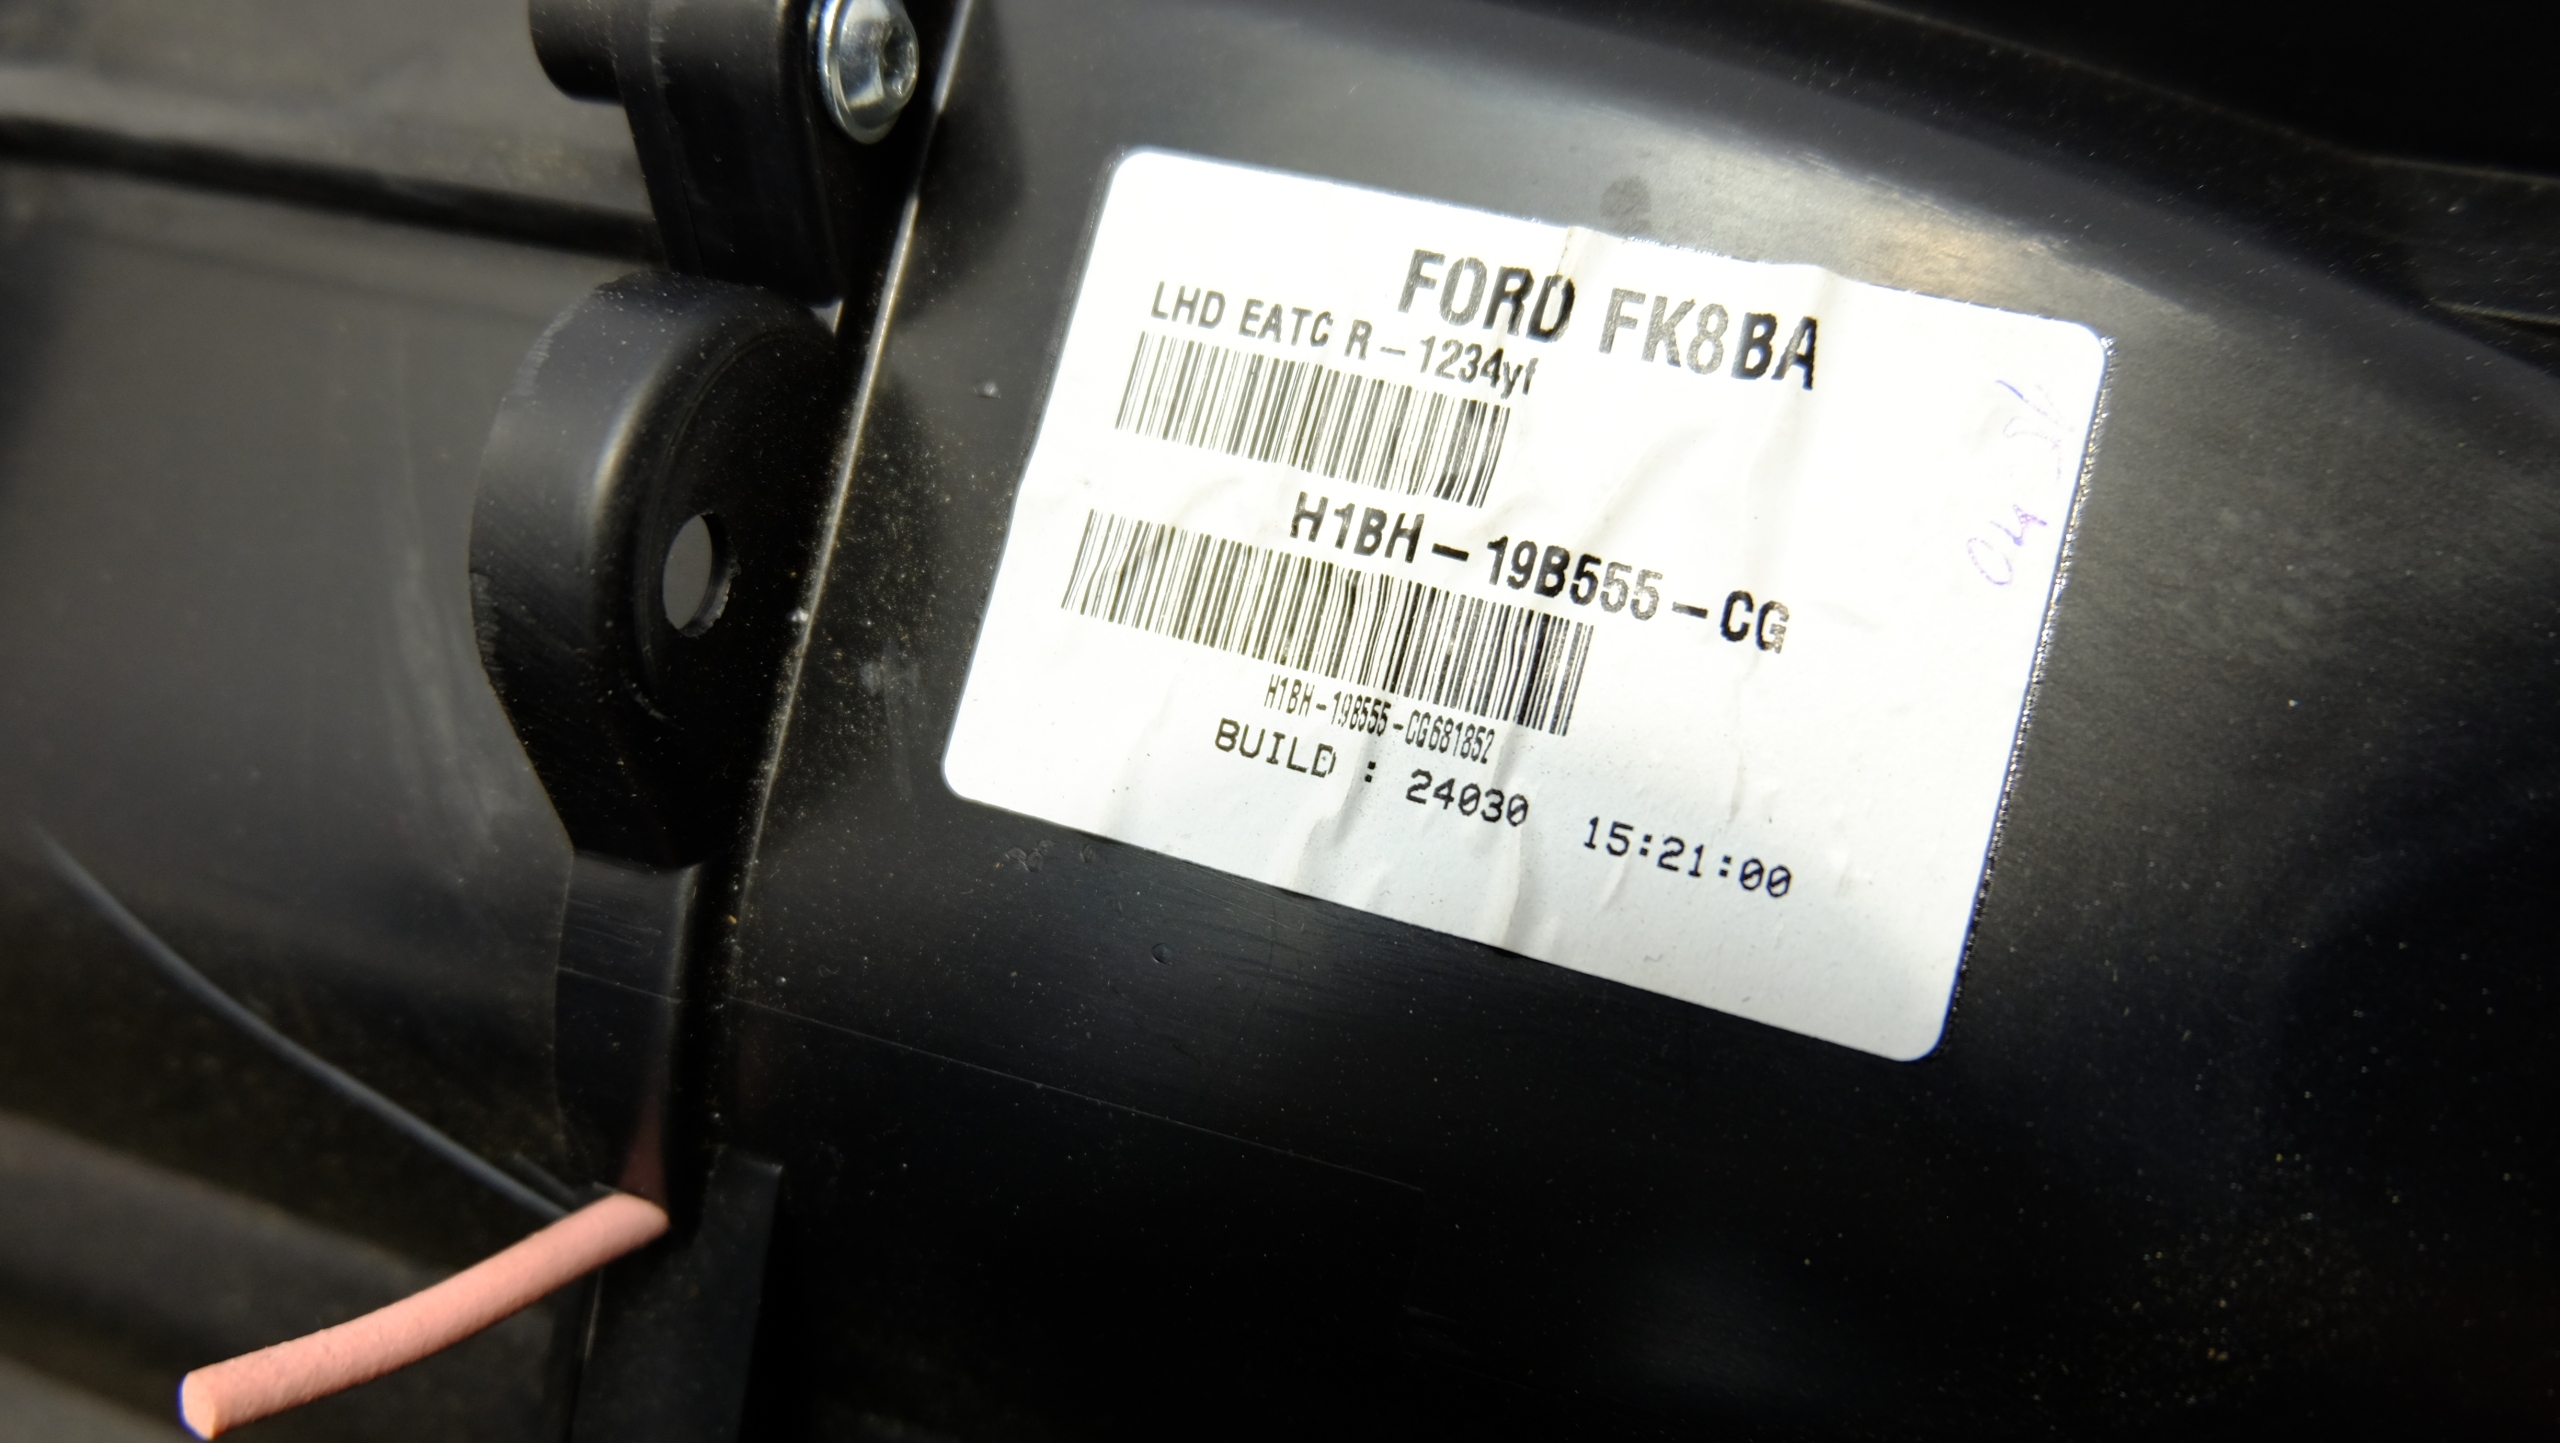 FORD FK8BA
LHD EATC R-1234yf
H1BH-19B555-CG
H1BH-19B555-CG681852
BUILD : 24030 15:21:00